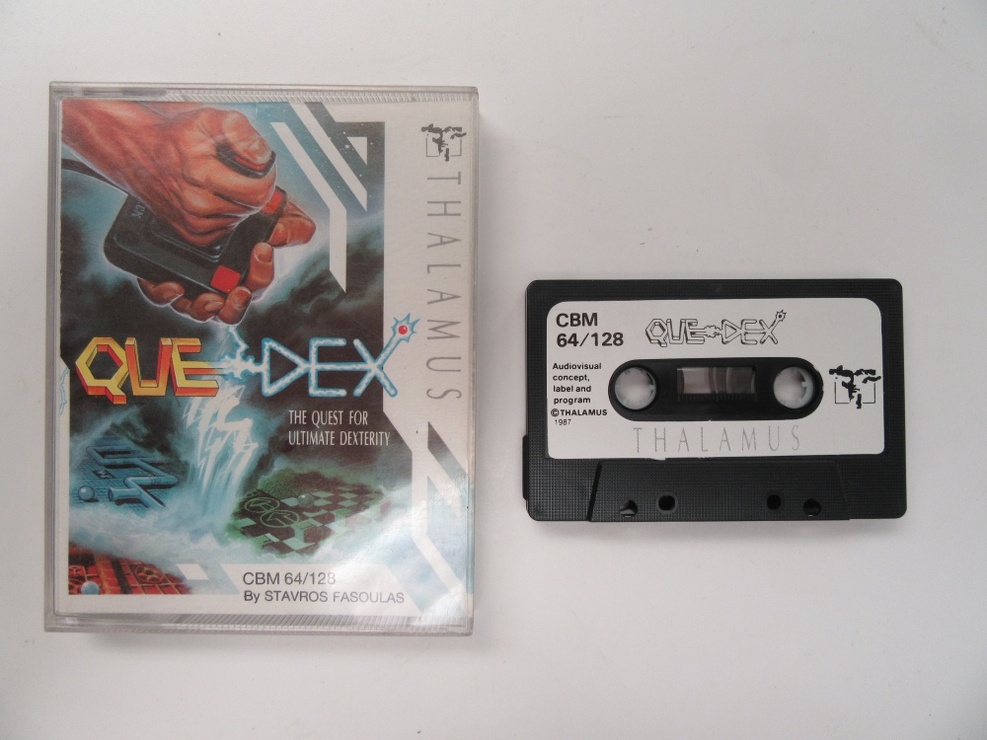 THALAMUS
QUE-DEX
THE QUEST FOR
ULTIMATE DEXTERITY
CBM 64/128
By STAVROS FASOULAS
CBM
64/128
QUE-DEX
Audiovisual
concept,
label and
program
©THALAMUS
1987
THALAMUS